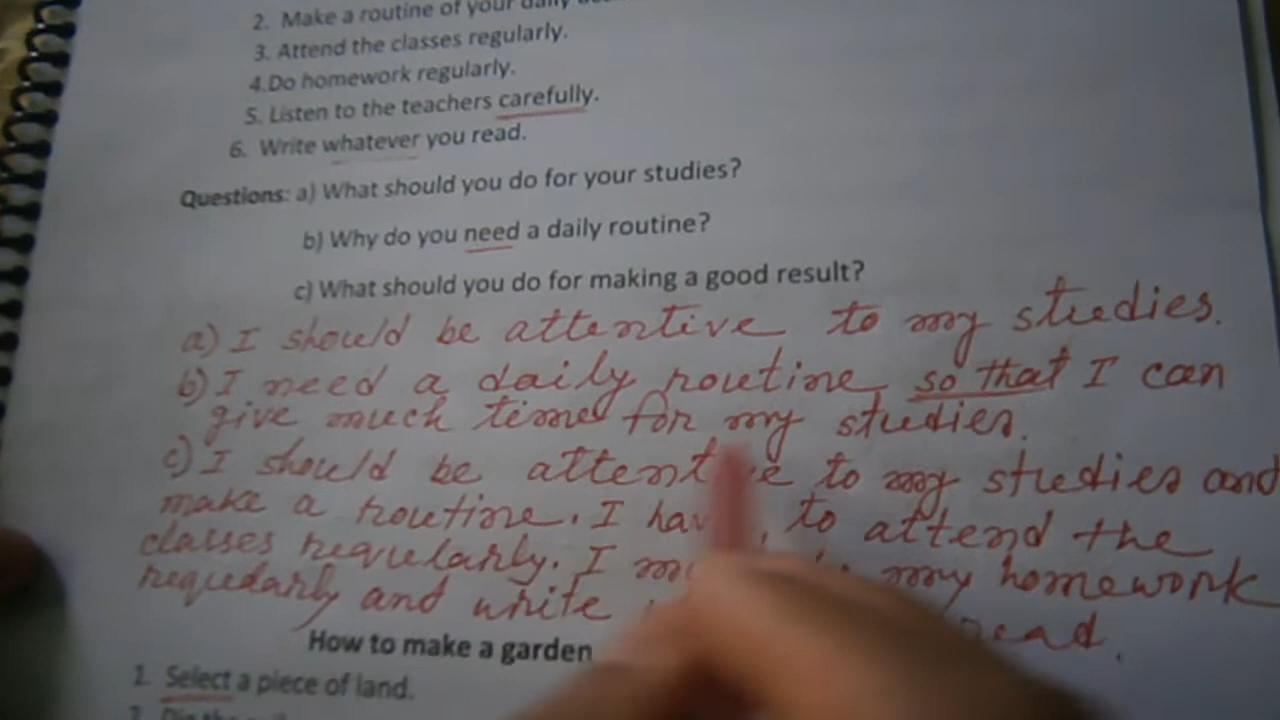 2. Make a routine of your daily
3. Attend the classes regularly.
4.Do homework regularly.
5. Listen to the teachers carefully.
6. Write whatever you read.
Questions: a) What should you do for your studies?
b) Why do you need a daily routine?
c) What should you do for making a good result?
a) I should be attentive to my studies.
b) I need a daily routine so that I can
give much time for my studies.
c) I should be attentive to my studies and
make a routine. I have to attend the
classes regularly. I my homework
regularly and write read.
How to make a garden
1. Select a piece of land.